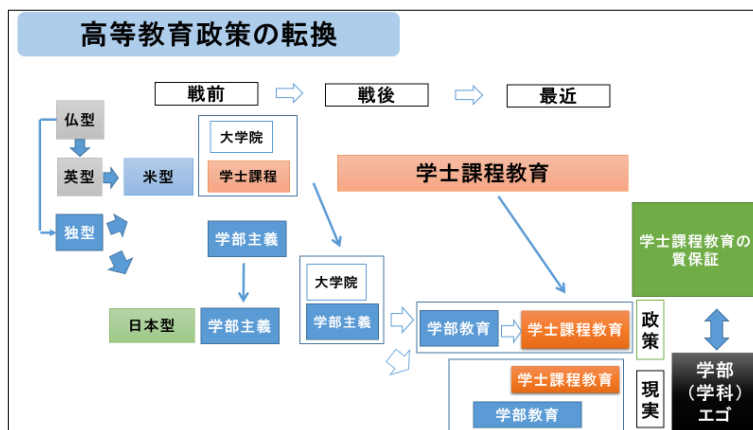 高等教育政策の転換
戦前
戦後
最近
仏型
大学院
英型
米型
学士課程
学士課程教育
独型
学部主義
学士課程教育の
質保証
大学院
日本型
学部主義
学部主義
学部教育
学士課程教育
政策
学士課程教育
学部教育
現実
学部
(学科)
エゴ